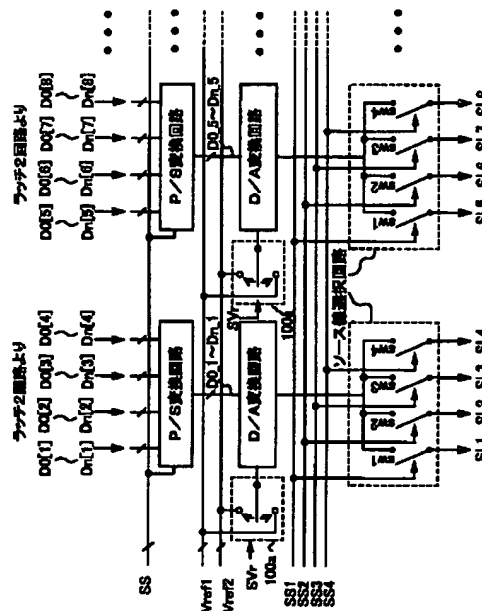 ラッチ2回路より
D0[1] D0[2] D0[3] D0[4]
～ ～ ～ ～
Dn[1] Dn[2] Dn[3] Dn[4]
ラッチ2回路より
D0[5] D0[6] D0[7] D0[8]
～ ～ ～ ～
Dn[5] Dn[6] Dn[7] Dn[8]
SS
P/S変換回路
P/S変換回路
Vref1
Vref2
D0_1～Dn_1
D0_5～Dn_5
SVr
100a
D/A変換回路
SVr
100a
D/A変換回路
SS1
SS2
SS3
SS4
sw1 sw2 sw3 sw4
ソース線選択回路
sw1 sw2 sw3 sw4
SL1 SL2 SL3 SL4
SL5 SL6 SL7 SL8